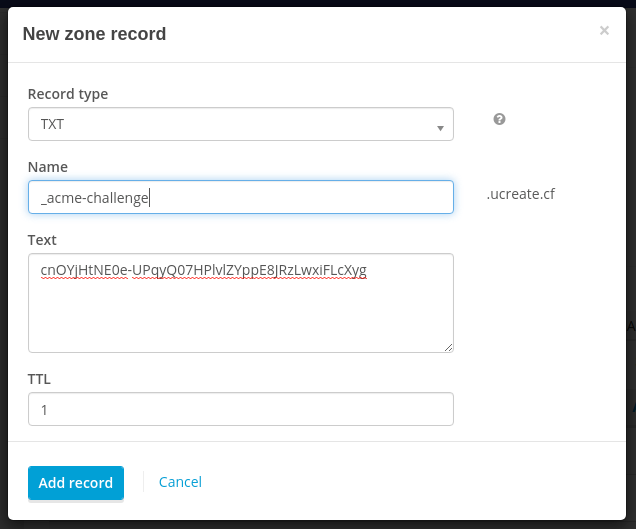 New zone record
×
Record type
TXT
?
Name
_acme-challenge
.ucreate.cf
Text
cnOYjHtNE0e-UPqyQ07HPlvlZYppE8JRzLwxiFLcXyg
TTL
1
Add record
Cancel